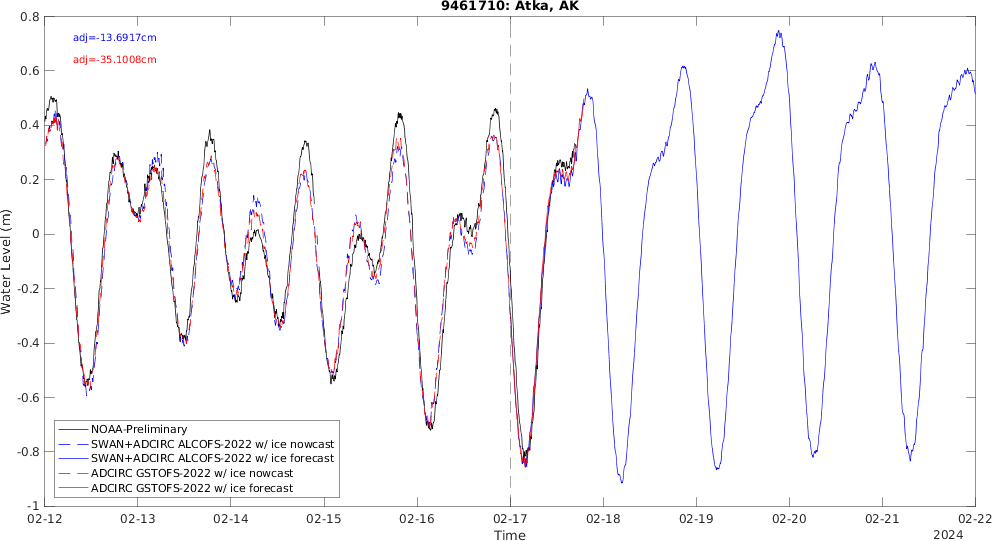 9461710: Atka, AK
adj=-13.6917cm
adj=-35.1008cm
0.8
0.6
0.4
0.2
0
-0.2
-0.4
-0.6
-0.8
-1
Water Level (m)
NOAA-Preliminary
SWAN+ADCIRC ALCOFS-2022 w/ ice nowcast
SWAN+ADCIRC ALCOFS-2022 w/ ice forecast
ADCIRC GSTOFS-2022 w/ ice nowcast
ADCIRC GSTOFS-2022 w/ ice forecast
02-12 02-13 02-14 02-15 02-16 02-17 02-18 02-19 02-20 02-21 02-22
Time
2024